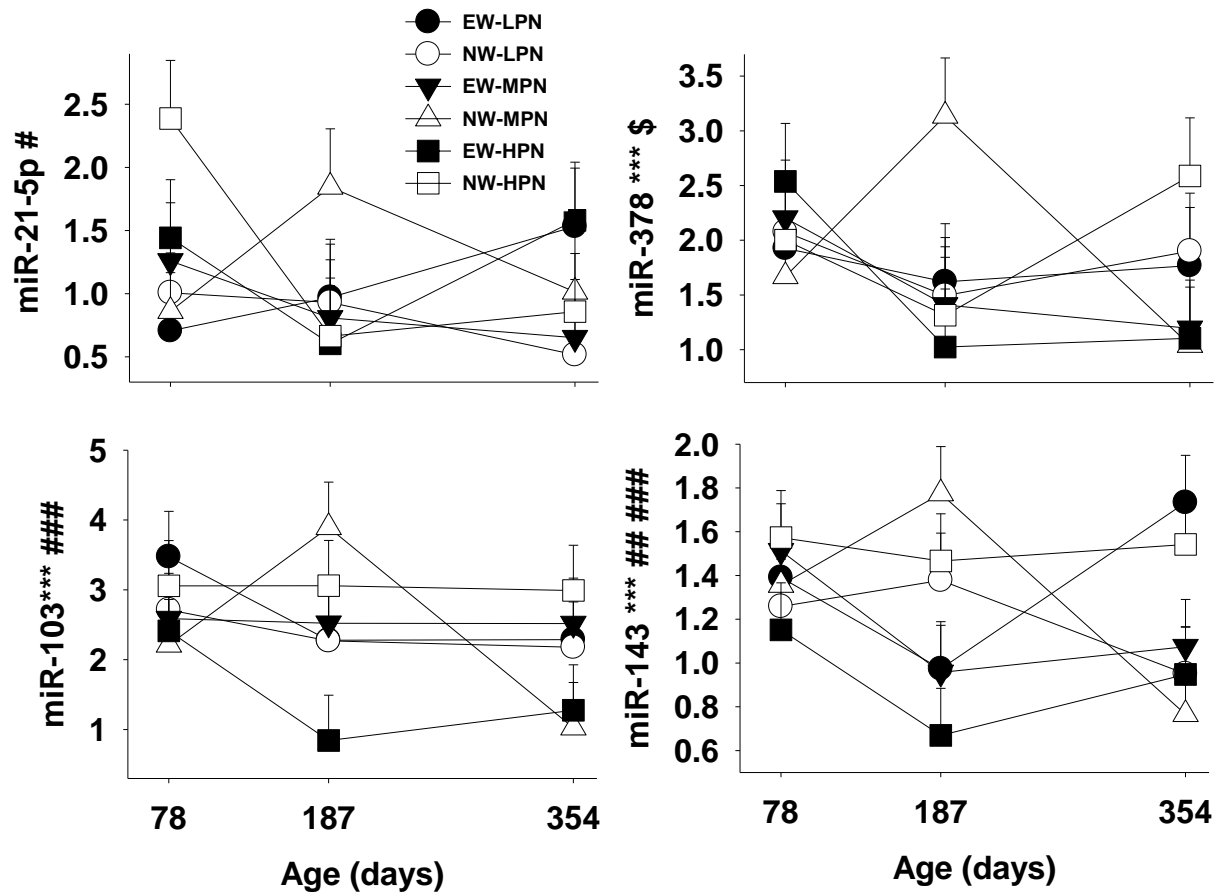 EW-LPN
NW-LPN
EW-MPN
NW-MPN
EW-HPN
NW-HPN
miR-21-5p #
2.5
2.0
1.5
1.0
0.5
miR-378 *** $
3.5
3.0
2.5
2.0
1.5
1.0
miR-103*** ###
5
4
3
2
1
78
187
354
Age (days)
miR-143 *** ## ###
2.0
1.8
1.6
1.4
1.2
1.0
0.8
0.6
78
187
354
Age (days)